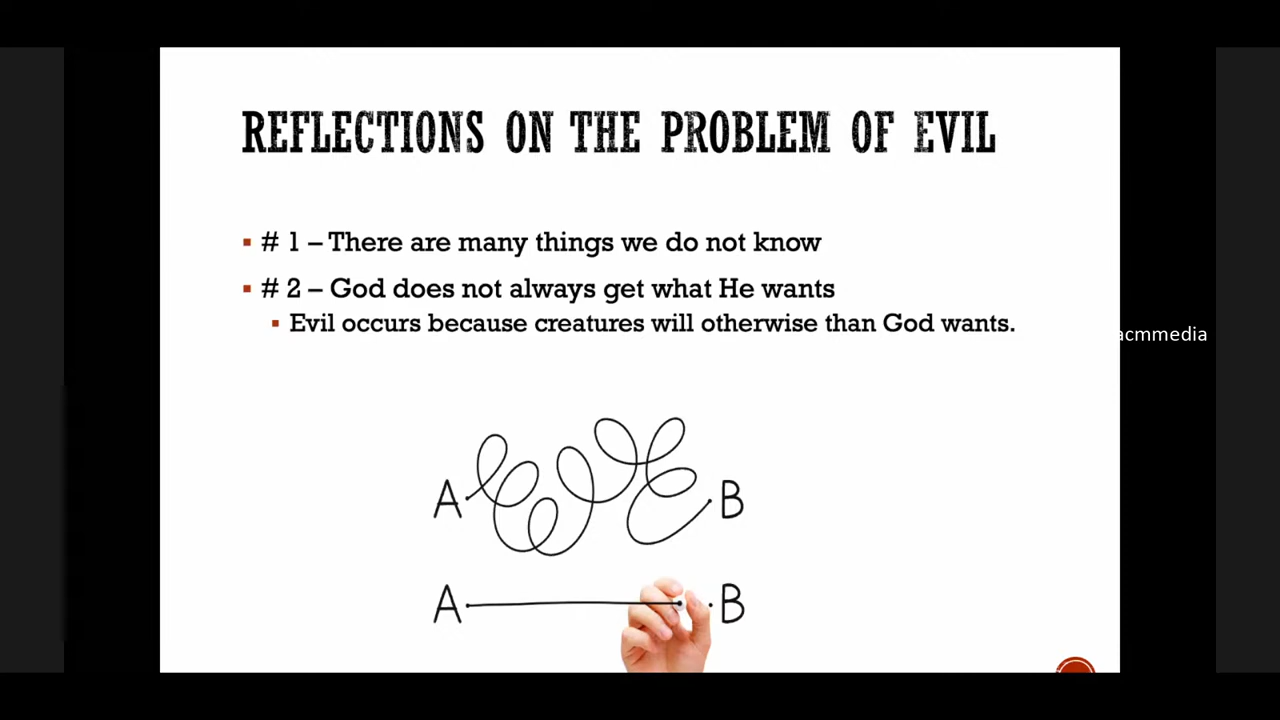 REFLECTIONS ON THE PROBLEM OF EVIL
# 1 – There are many things we do not know
# 2 – God does not always get what He wants
Evil occurs because creatures will otherwise than God wants.
acmmedia
A B
A B